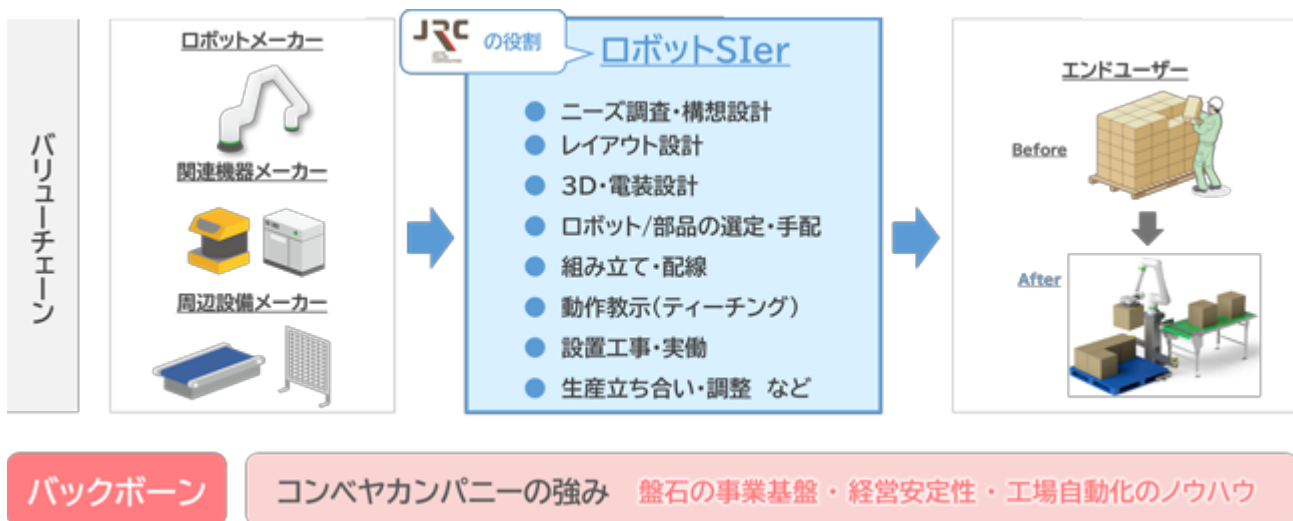 バリューチェーン
ロボットメーカー
関連機器メーカー
周辺設備メーカー
JRC の役割
ロボットSIer
● ニーズ調査・構想設計
● レイアウト設計
● 3D・電装設計
● ロボット/部品の選定・手配
● 組み立て・配線
● 動作教示(ティーチング)
● 設置工事・実働
● 生産立ち合い・調整 など
エンドユーザー
Before
After
バックボーン
コンベヤカンパニーの強み 盤石の事業基盤・経営安定性・工場自動化のノウハウ